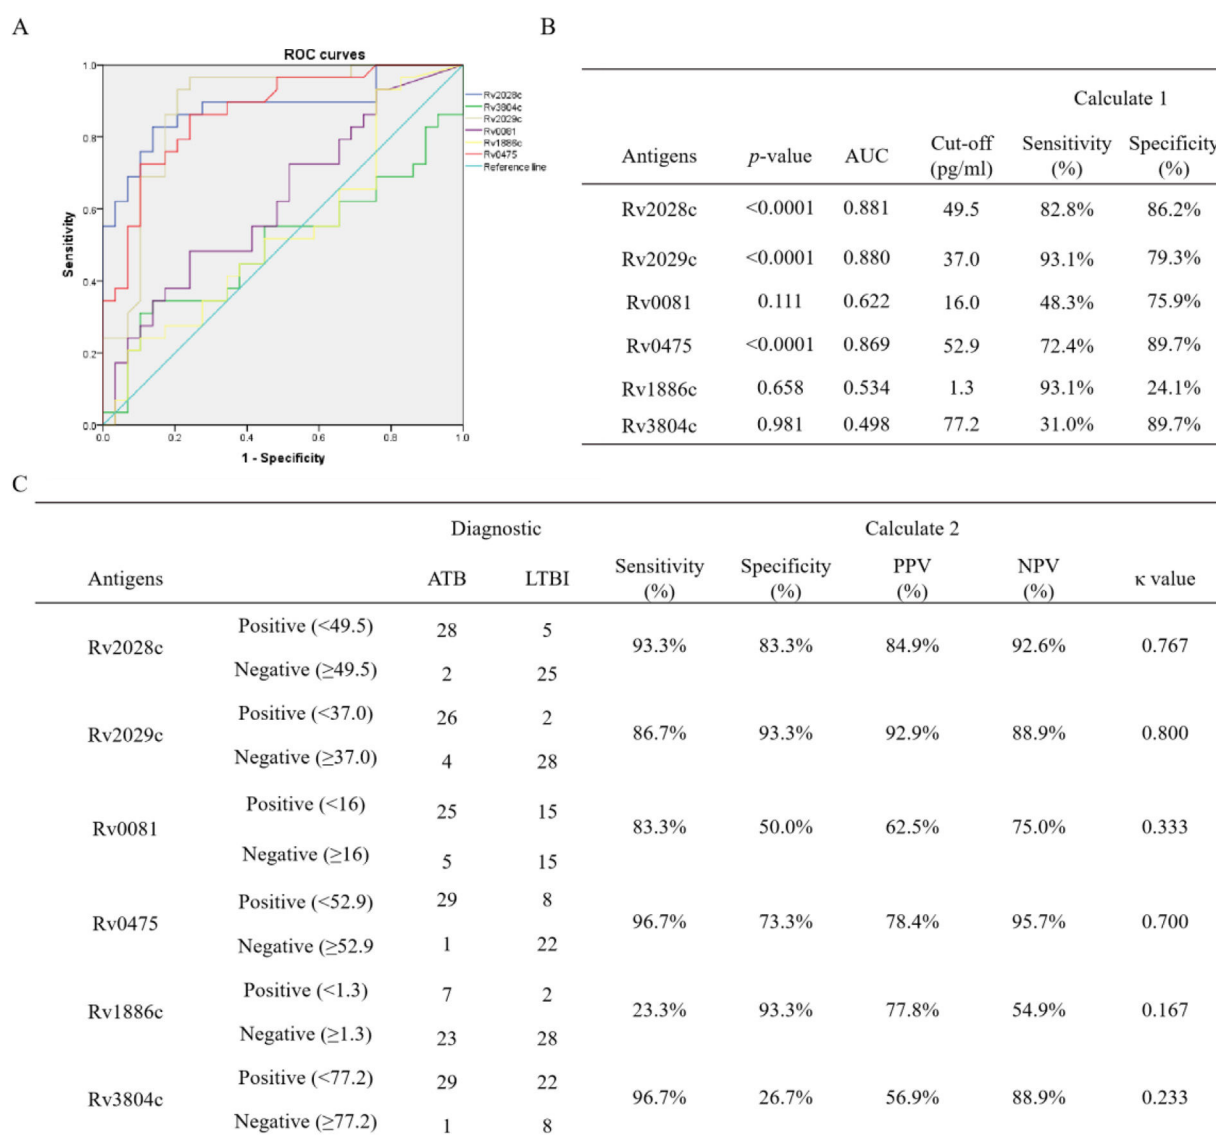 A
ROC curves
1.0
0.8
0.6
0.4
0.2
0.0
Sensitivity
0.0 0.2 0.4 0.6 0.8 1.0
1 - Specificity
Rv2028c
Rv3804c
Rv2029c
Rv0081
Rv1886c
Rv0475
Reference line
B
Calculate 1
Antigens p-value AUC Cut-off (pg/ml) Sensitivity (%) Specificity (%)
Rv2028c <0.0001 0.881 49.5 82.8% 86.2%
Rv2029c <0.0001 0.880 37.0 93.1% 79.3%
Rv0081 0.111 0.622 16.0 48.3% 75.9%
Rv0475 <0.0001 0.869 52.9 72.4% 89.7%
Rv1886c 0.658 0.534 1.3 93.1% 24.1%
Rv3804c 0.981 0.498 77.2 31.0% 89.7%
C
Diagnostic Calculate 2
Antigens ATB LTBI Sensitivity (%) Specificity (%) PPV (%) NPV (%) κ value
Rv2028c Positive (<49.5) 28 5 93.3% 83.3% 84.9% 92.6% 0.767
Negative (≥49.5) 2 25
Rv2029c Positive (<37.0) 26 2 86.7% 93.3% 92.9% 88.9% 0.800
Negative (≥37.0) 4 28
Rv0081 Positive (<16) 25 15 83.3% 50.0% 62.5% 75.0% 0.333
Negative (≥16) 5 15
Rv0475 Positive (<52.9) 29 8 96.7% 73.3% 78.4% 95.7% 0.700
Negative (≥52.9 1 22
Rv1886c Positive (<1.3) 7 2 23.3% 93.3% 77.8% 54.9% 0.167
Negative (≥1.3) 23 28
Rv3804c Positive (<77.2) 29 22 96.7% 26.7% 56.9% 88.9% 0.233
Negative (≥77.2) 1 8